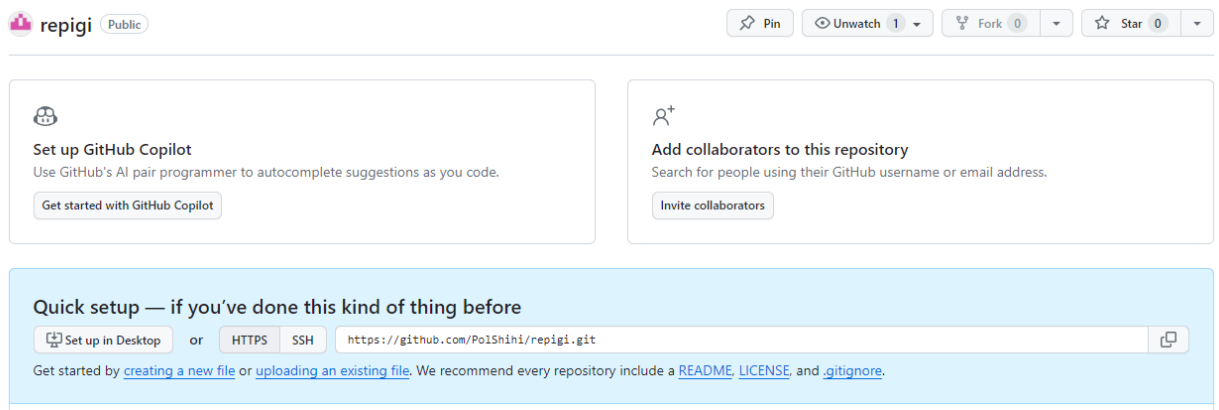 repigi Public Pin Unwatch 1 Fork 0 Star 0
Set up GitHub Copilot
Use GitHub's AI pair programmer to autocomplete suggestions as you code.
Get started with GitHub Copilot
Add collaborators to this repository
Search for people using their GitHub username or email address.
Invite collaborators
Quick setup — if you've done this kind of thing before
Set up in Desktop or HTTPS SSH https://github.com/PolShihi/repigi.git
Get started by creating a new file or uploading an existing file. We recommend every repository include a README, LICENSE, and .gitignore.